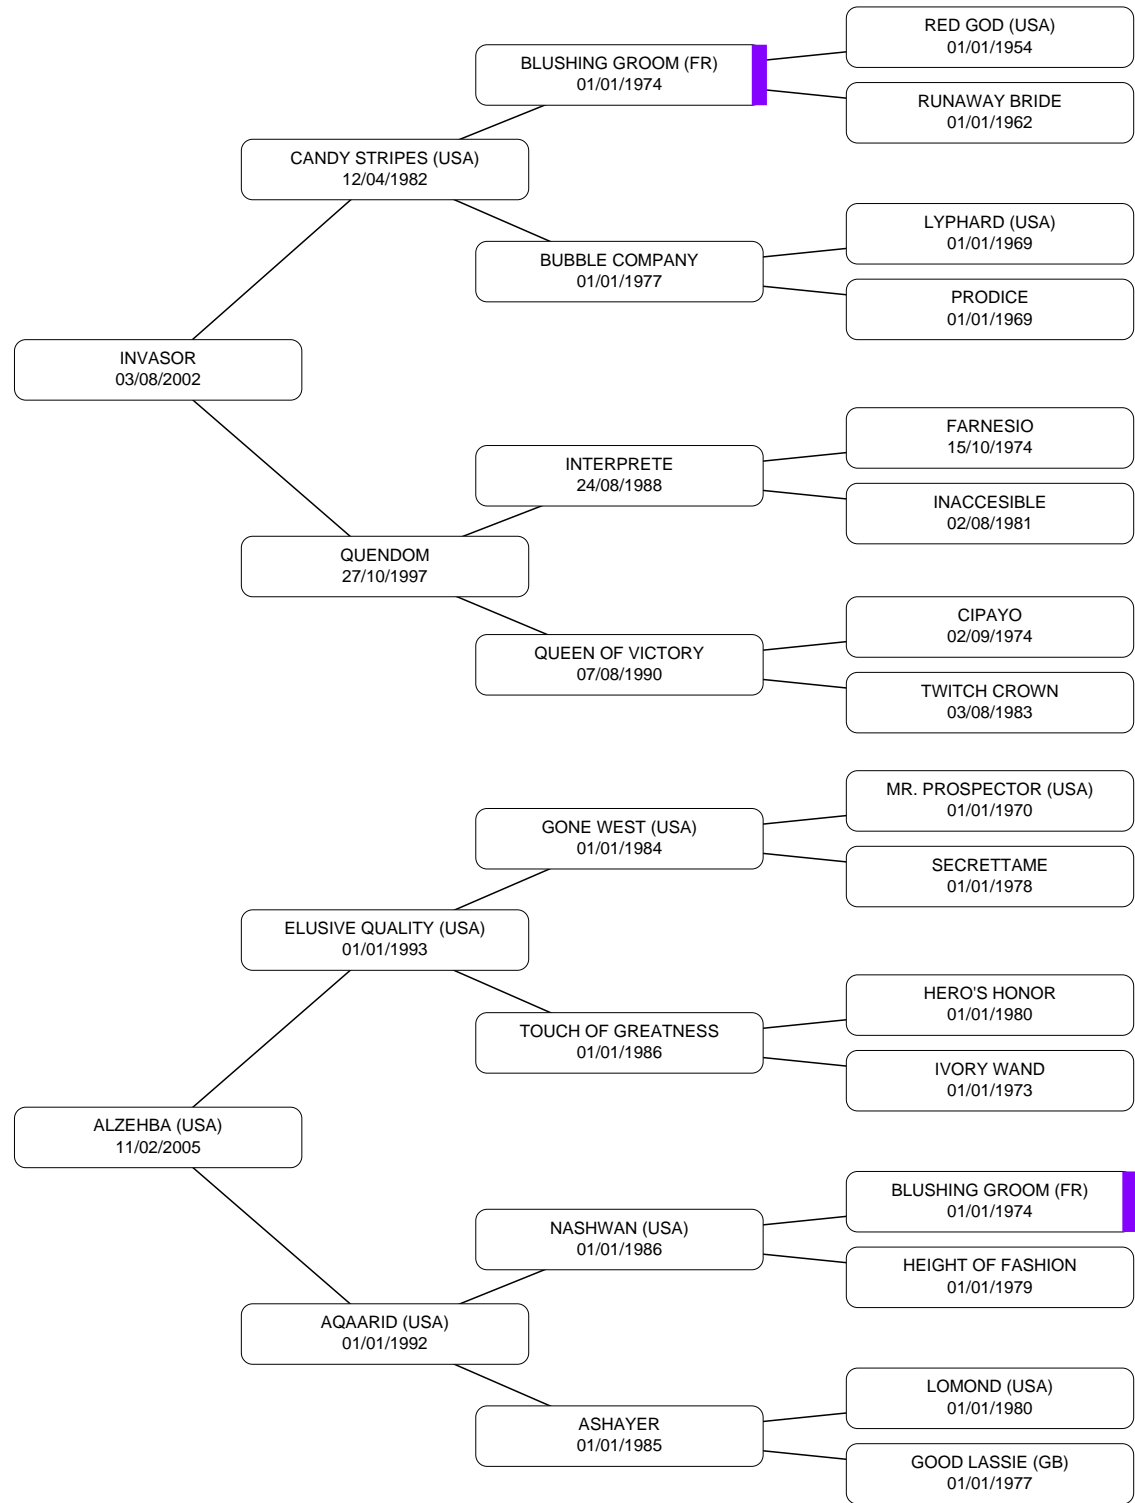 RED GOD (USA)
01/01/1954
BLUSHING GROOM (FR)
01/01/1974
RUNAWAY BRIDE
01/01/1962
CANDY STRIPES (USA)
12/04/1982
LYPHARD (USA)
01/01/1969
BUBBLE COMPANY
01/01/1977
PRODICE
01/01/1969
INVASOR
03/08/2002
FARNESIO
15/10/1974
INTERPRETE
24/08/1988
INACCESIBLE
02/08/1981
QUENDOM
27/10/1997
CIPAYO
02/09/1974
QUEEN OF VICTORY
07/08/1990
TWITCH CROWN
03/08/1983
MR. PROSPECTOR (USA)
01/01/1970
GONE WEST (USA)
01/01/1984
SECRETTAME
01/01/1978
ELUSIVE QUALITY (USA)
01/01/1993
HERO'S HONOR
01/01/1980
TOUCH OF GREATNESS
01/01/1986
IVORY WAND
01/01/1973
ALZEHBA (USA)
11/02/2005
BLUSHING GROOM (FR)
01/01/1974
NASHWAN (USA)
01/01/1986
HEIGHT OF FASHION
01/01/1979
AQAARID (USA)
01/01/1992
LOMOND (USA)
01/01/1980
ASHAYER
01/01/1985
GOOD LASSIE (GB)
01/01/1977